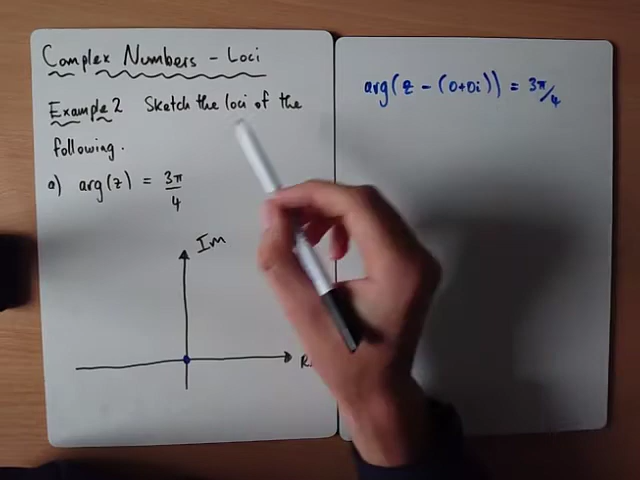 Complex Numbers - Loci
Example 2 Sketch the loci of the
following.
a) arg(z) = 3π/4
Im
arg(z - (0+0i)) = 3π/4